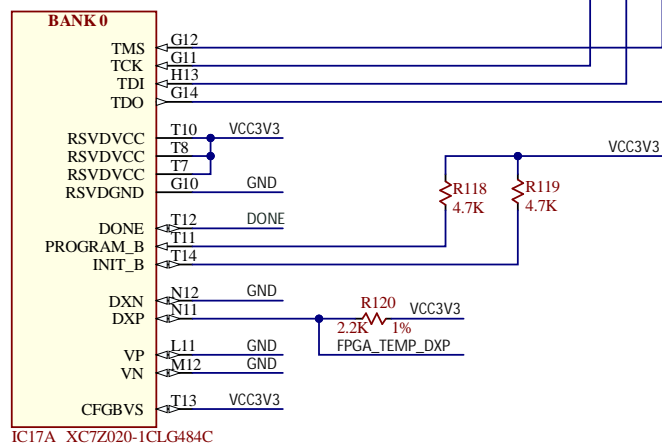 BANK 0
TMS G12
TCK G11
TDI H13
TDO G14
RSVDVCC T10 VCC3V3
RSVDVCC T8
RSVDVCC T7
RSVDGND G10 GND
VCC3V3
R118 R119
4.7K 4.7K
DONE T12 DONE
PROGRAM_B T11
INIT_B T14
DXN N12 GND
DXP N11 R120 VCC3V3
2.2K 1%
FPGA_TEMP_DXP
VP L11 GND
VN M12 GND
CFGBVS T13 VCC3V3
IC17A XC7Z020-1CLG484C